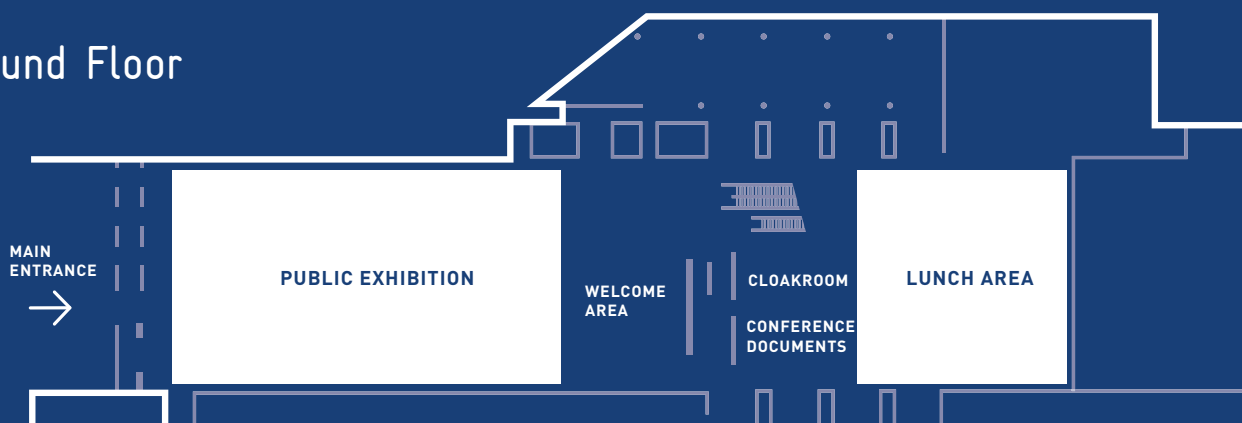 und Floor
MAIN
ENTRANCE
PUBLIC EXHIBITION
WELCOME
AREA
CLOAKROOM
CONFERENCE
DOCUMENTS
LUNCH AREA